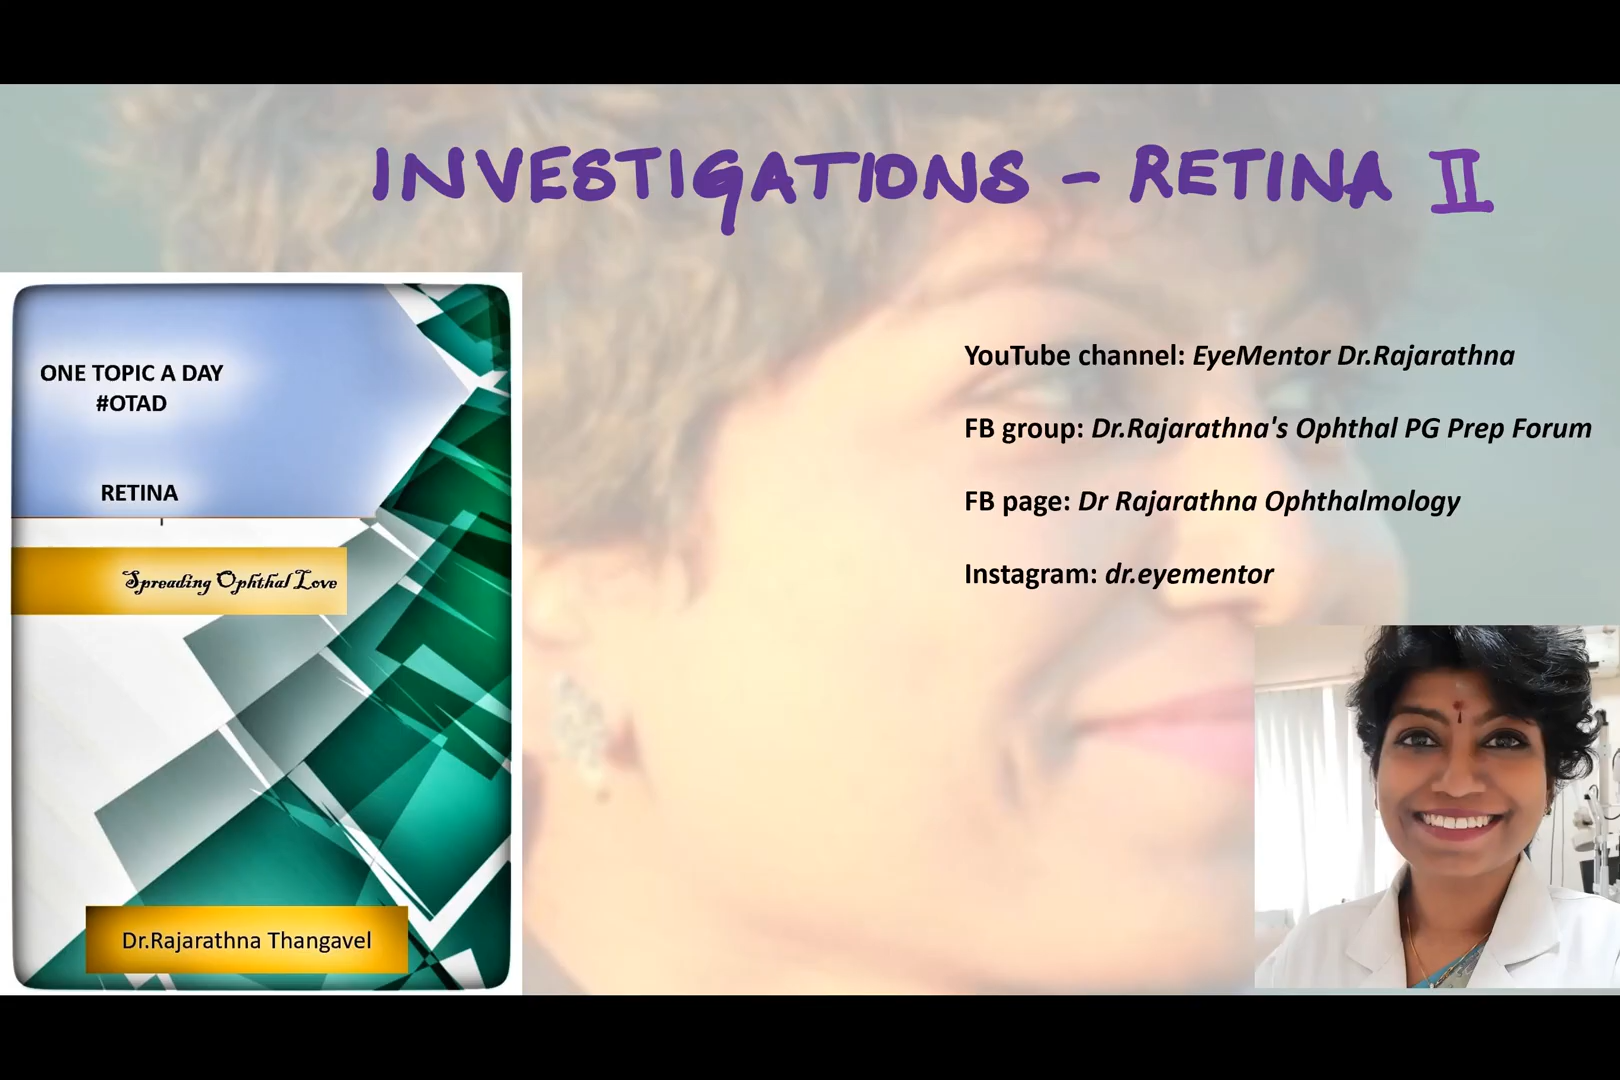 INVESTIGATIONS - RETINA II
ONE TOPIC A DAY
#OTAD
RETINA
Spreading Ophthal Love
Dr.Rajarathna Thangavel
YouTube channel: EyeMentor Dr.Rajarathna
FB group: Dr.Rajarathna's Ophthal PG Prep Forum
FB page: Dr Rajarathna Ophthalmology
Instagram: dr.eyementor